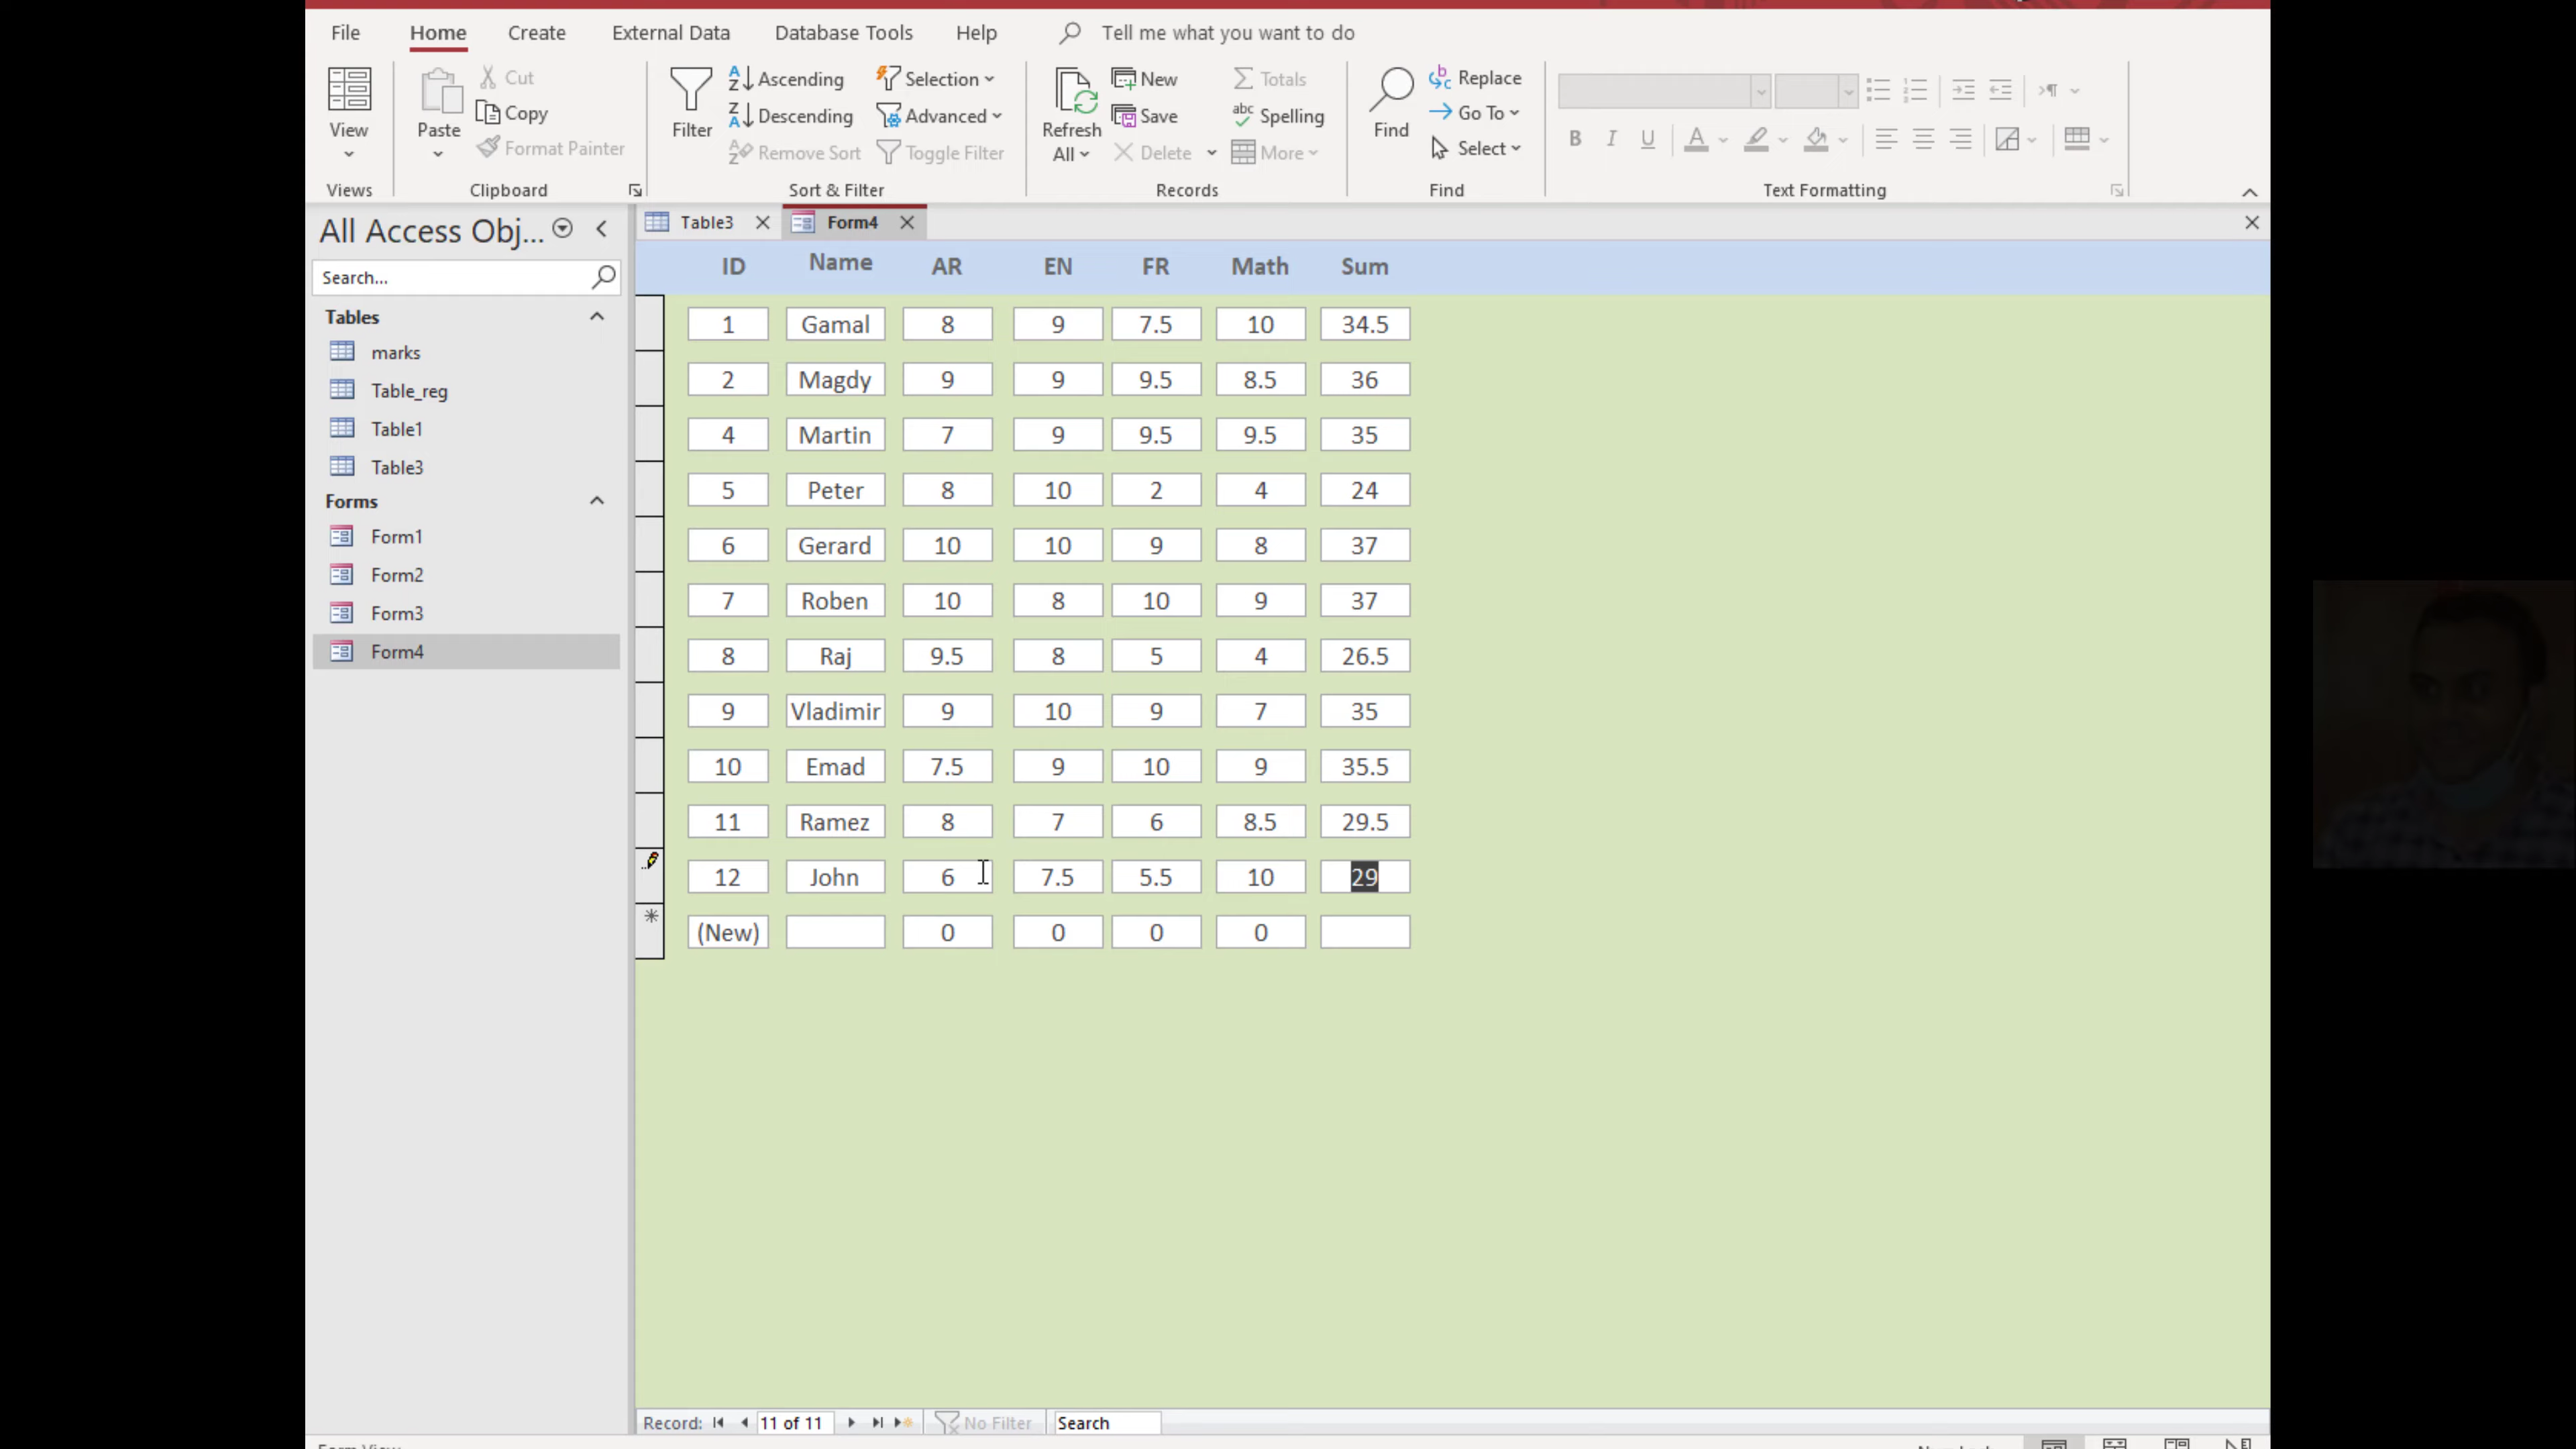 File Home Create External Data Database Tools Help Tell me what you want to do
View
Views
Paste
Cut
Copy
Format Painter
Clipboard
Filter
Ascending
Descending
Remove Sort
Selection
Advanced
Toggle Filter
Sort & Filter
Refresh
All
New
Save
Delete
Totals
Spelling
More
Records
Find
Replace
Go To
Select
Find
B I U A
Text Formatting
All Access Obj...
Search...
Tables
marks
Table_reg
Table1
Table3
Forms
Form1
Form2
Form3
Form4
Table3 Form4
ID Name AR EN FR Math Sum
1 Gamal 8 9 7.5 10 34.5
2 Magdy 9 9 9.5 8.5 36
4 Martin 7 9 9.5 9.5 35
5 Peter 8 10 2 4 24
6 Gerard 10 10 9 8 37
7 Roben 10 8 10 9 37
8 Raj 9.5 8 5 4 26.5
9 Vladimir 9 10 9 7 35
10 Emad 7.5 9 10 9 35.5
11 Ramez 8 7 6 8.5 29.5
12 John 6 7.5 5.5 10 29
(New) 0 0 0 0
Record: 11 of 11 No Filter Search